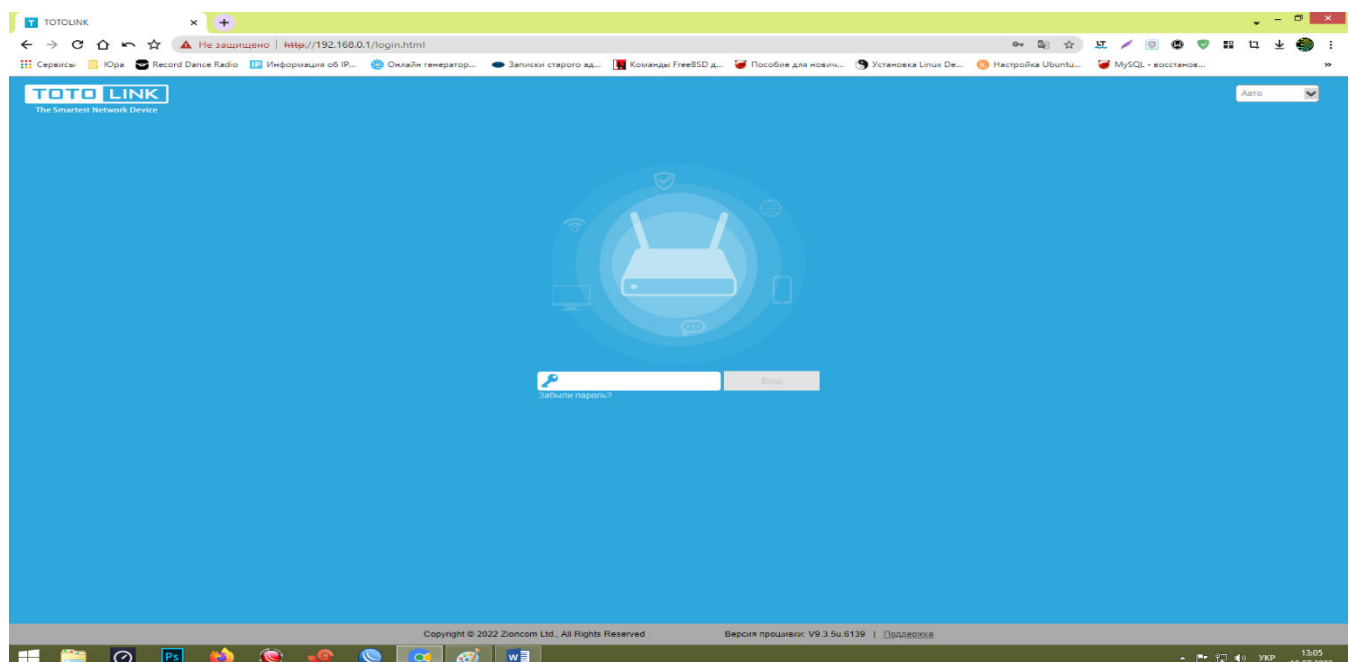 TOTOLINK
Не защищено | http://192.168.0.1/login.html
Сервисы Юра Record Dance Radio Информация об IP... Онлайн генератор... Записки старого ад... Команды FreeBSD д... Пособие для нович... Установка Linux De... Настройка Ubuntu... MySQL - восстанов... »
TOTO LINK
The Smartest Network Device
Авто
Вход
Забыли пароль?
Copyright © 2022 Zioncom Ltd., All Rights Reserved Версия прошивки: V9.3.5u.6139 | Поддержка
УКР 13:05